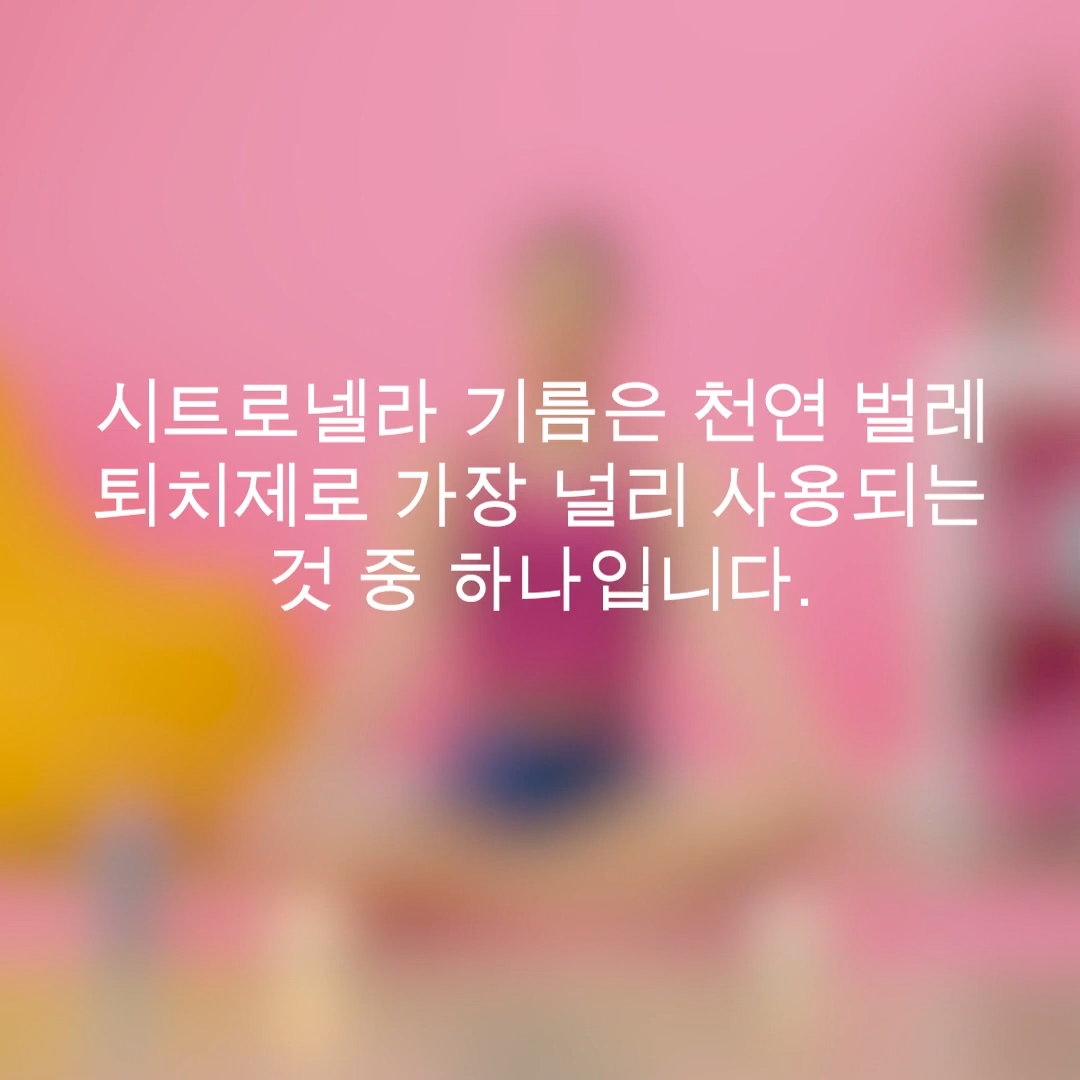 시트로넬라 기름은 천연 벌레
퇴치제로 가장 널리 사용되는
것 중 하나입니다.